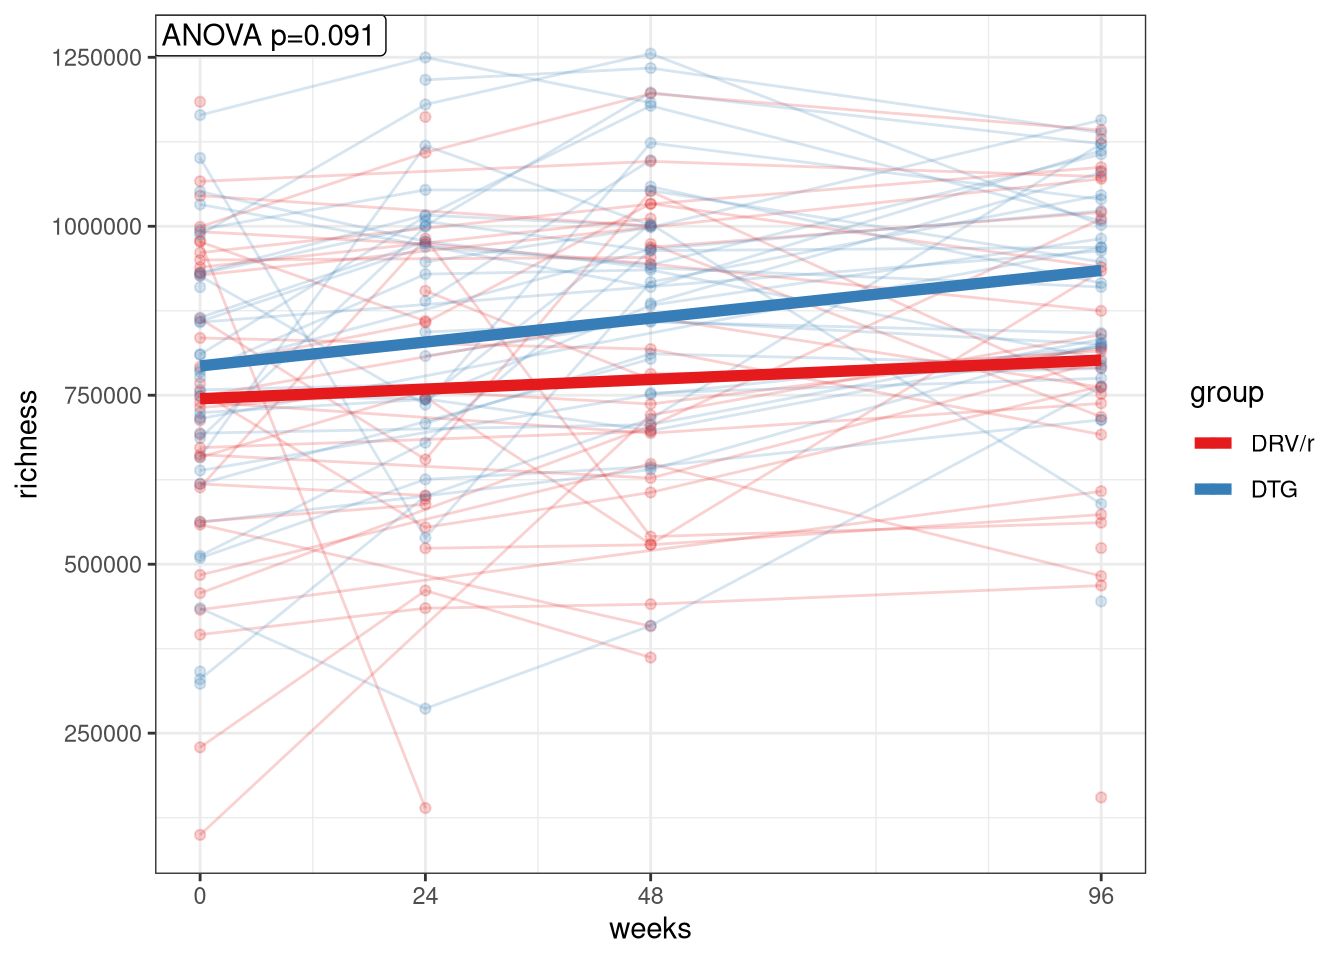 ANOVA p=0.091
1250000
1000000
750000
500000
250000
richness
0 24 48 96
weeks
group
DRV/r
DTG